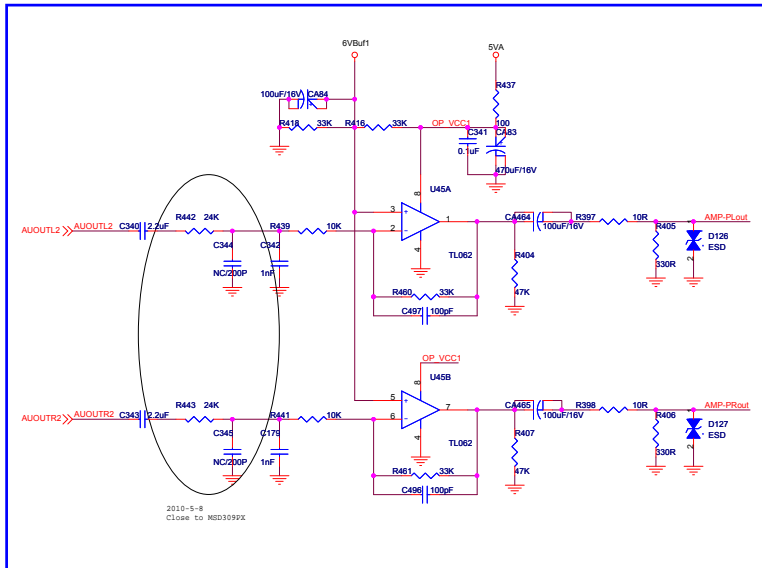 6VBuf1 5VA
100uF/16V CA84 R437
R418 33K R416 33K OP_VCC1 100
C341 CA83
0.1uF
470uF/16V
8 U45A
3 + 1 CA464 R397 10R R405 AMP-PLout
AUOUTL2 AUOUTL2 C340 2.2uF R442 24K R439 10K 2 - 100uF/16V D126
C344 C342 4 TL062 R404 330R ESD
NC/200P 1nF 47K 2
R460 33K
C497 100pF
OP_VCC1
8 U45B
5 + 7 CA465 R398 10R R406 AMP-PRout
AUOUTR2 AUOUTR2 C343 2.2uF R443 24K R441 10K 6 - 100uF/16V D127
C345 C179 4 TL062 R407 330R ESD
NC/200P 1nF 47K 2
R461 33K
C496 100pF
2010-5-8
Close to MSD309PX